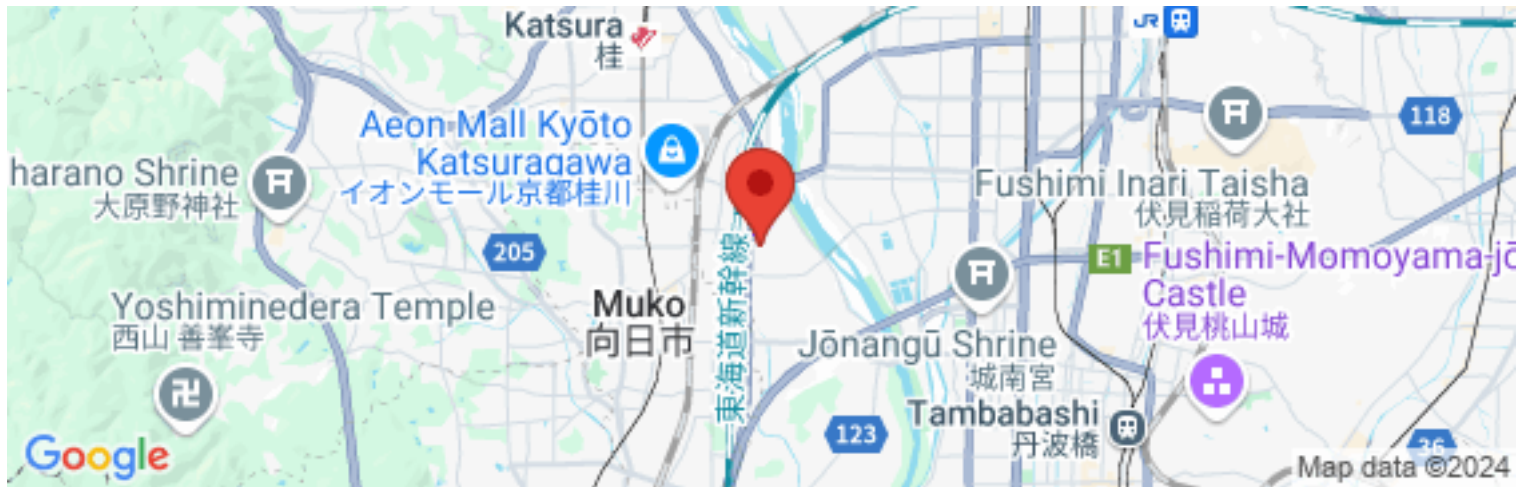 Katsura
桂
JR
Aeon Mall Kyōto
Katsuragawa
イオンモール京都桂川
118
harano Shrine
大原野神社
Fushimi Inari Taisha
伏見稲荷大社
205
E1
Fushimi-Momoyama-jō
Castle
伏見桃山城
Yoshiminedera Temple
西山 善峯寺
Muko
向日市
東海道新幹線
Jōnangū Shrine
城南宮
Tambabashi
丹波橋
123
36
Google
Map data ©2024